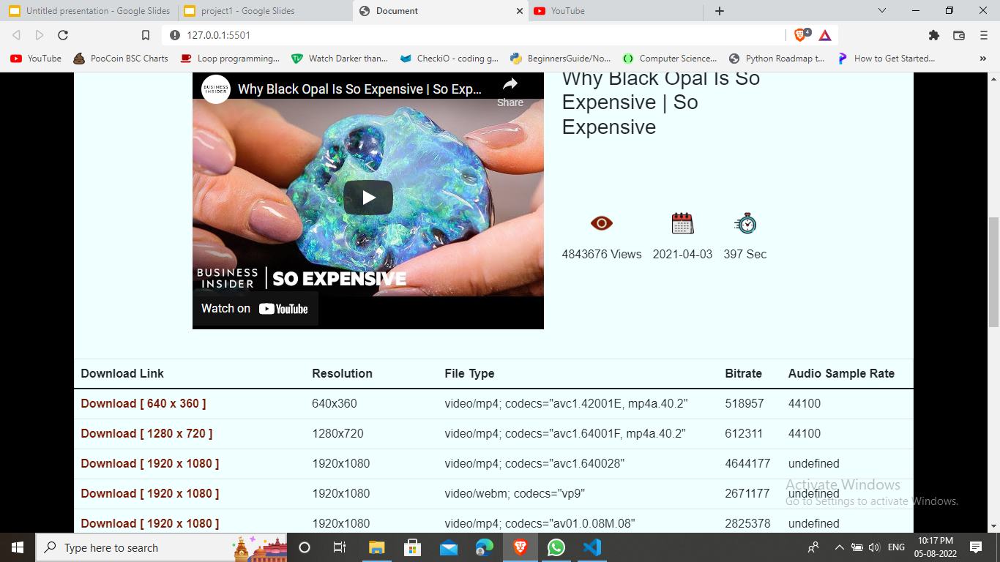 Untitled presentation - Google Slides
project1 - Google Slides
Document
YouTube
127.0.0.1:5501
4
YouTube
PooCoin BSC Charts
Loop programming...
Watch Darker than...
CheckiO - coding g...
BeginnersGuide/No...
Computer Science...
Python Roadmap t...
How to Get Started...
BUSINESS
INSIDER
Why Black Opal Is So Expensive | So Exp...
Share
BUSINESS
INSIDER
SO EXPENSIVE
Watch on YouTube
Why Black Opal Is So
Expensive | So
Expensive
4843676 Views 2021-04-03 397 Sec
Download Link Resolution File Type Bitrate Audio Sample Rate
Download [ 640 x 360 ] 640x360 video/mp4; codecs="avc1.42001E, mp4a.40.2" 518957 44100
Download [ 1280 x 720 ] 1280x720 video/mp4; codecs="avc1.64001F, mp4a.40.2" 612311 44100
Download [ 1920 x 1080 ] 1920x1080 video/mp4; codecs="avc1.640028" 4644177 undefined
Download [ 1920 x 1080 ] 1920x1080 video/webm; codecs="vp9" 2671177 undefined
Download [ 1920 x 1080 ] 1920x1080 video/mp4; codecs="av01.0.08M.08" 2825378 undefined
Activate Windows
Go to Settings to activate Windows.
Type here to search
ENG
10:17 PM
05-08-2022